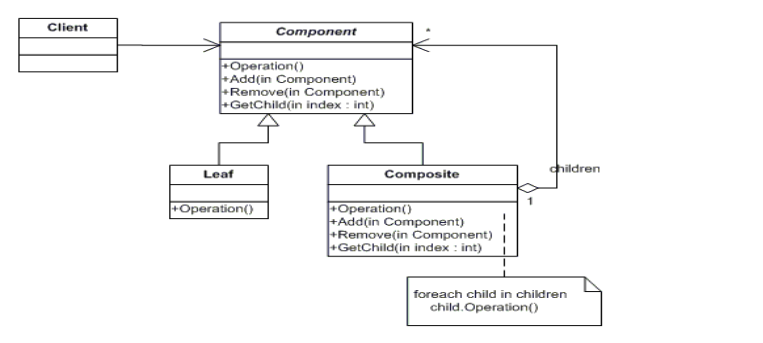 Client
Component
*
+Operation()
+Add(in Component)
+Remove(in Component)
+GetChild(in index : int)
children
Leaf
+Operation()
Composite
1
+Operation()
+Add(in Component)
+Remove(in Component)
+GetChild(in index : int)
foreach child in children
child.Operation()